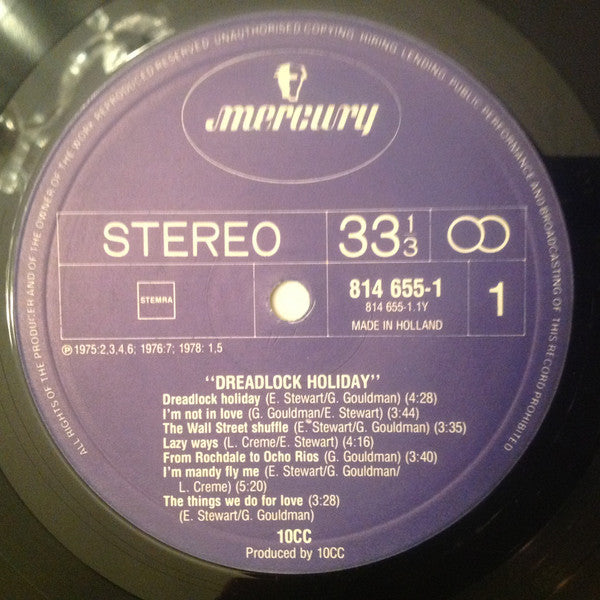 ALL RIGHTS OF THE PRODUCER AND OF THE OWNER OF THE WORK REPRODUCED RESERVED UNAUTHORISED COPYING, HIRING, LENDING, PUBLIC PERFORMANCE AND BROADCASTING OF THIS RECORD PROHIBITED
mercury
STEREO
33 1/3
STEMRA
814 655-1
814 655-1.1Y
MADE IN HOLLAND
1
℗ 1975:2,3,4,6; 1976:7; 1978: 1,5
"DREADLOCK HOLIDAY"
Dreadlock holiday (E. Stewart/G. Gouldman) (4:28)
I'm not in love (G. Gouldman/E. Stewart) (3:44)
The Wall Street shuffle (E. Stewart/G. Gouldman) (3:35)
Lazy ways (L. Creme/E. Stewart) (4:16)
From Rochdale to Ocho Rios (G. Gouldman) (3:40)
I'm mandy fly me (E. Stewart/G. Gouldman/
L. Creme) (5:20)
The things we do for love (3:28)
(E. Stewart/G. Gouldman)
10CC
Produced by 10CC